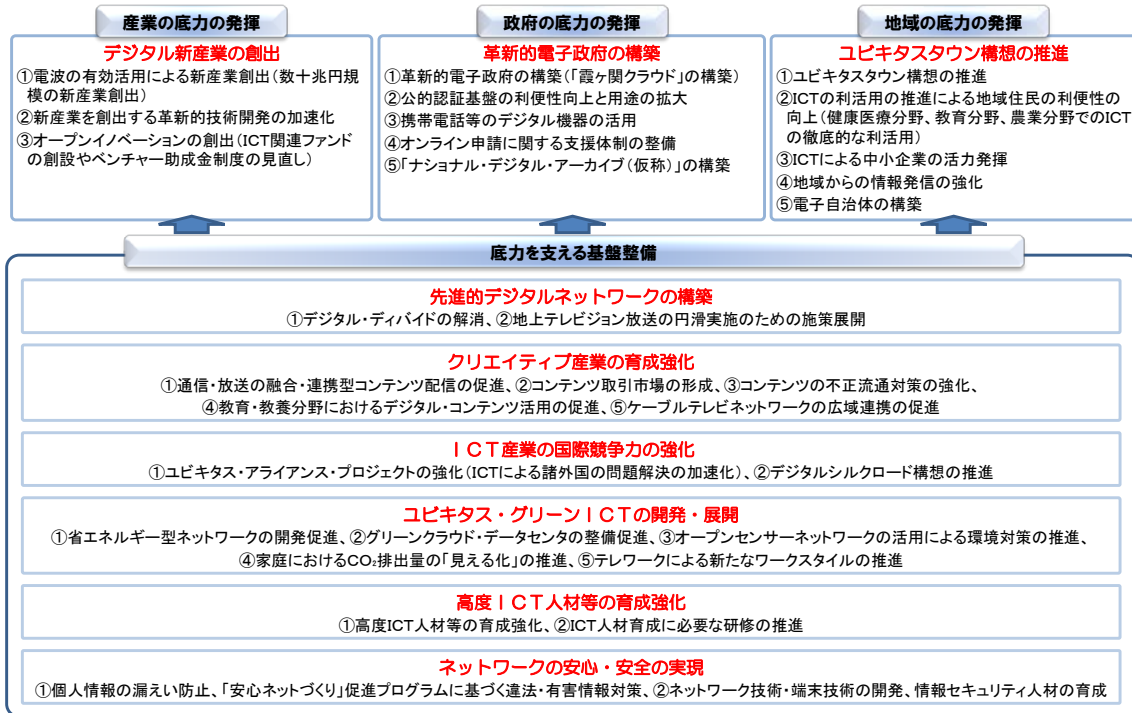 産業の底力の発揮
デジタル新産業の創出
①電波の有効活用による新産業創出(数十兆円規
模の新産業創出)
②新産業を創出する革新的技術開発の加速化
③オープンイノベーションの創出(ICT関連ファンド
の創設やベンチャー助成金制度の見直し)
政府の底力の発揮
革新的電子政府の構築
①革新的電子政府の構築(「霞ヶ関クラウド」の構築)
②公的認証基盤の利便性向上と用途の拡大
③携帯電話等のデジタル機器の活用
④オンライン申請に関する支援体制の整備
⑤「ナショナル・デジタル・アーカイブ(仮称)」の構築
地域の底力の発揮
ユビキタスタウン構想の推進
①ユビキタスタウン構想の推進
②ICTの利活用の推進による地域住民の利便性の
向上(健康医療分野、教育分野、農業分野でのICT
の徹底的な利活用)
③ICTによる中小企業の活力発揮
④地域からの情報発信の強化
⑤電子自治体の構築
底力を支える基盤整備
先進的デジタルネットワークの構築
①デジタル・ディバイドの解消、②地上テレビジョン放送の円滑実施のための施策展開
クリエイティブ産業の育成強化
①通信・放送の融合・連携型コンテンツ配信の促進、②コンテンツ取引市場の形成、③コンテンツの不正流通対策の強化、
④教育・教養分野におけるデジタル・コンテンツ活用の促進、⑤ケーブルテレビネットワークの広域連携の促進
ICT産業の国際競争力の強化
①ユビキタス・アライアンス・プロジェクトの強化(ICTによる諸外国の問題解決の加速化)、②デジタルシルクロード構想の推進
ユビキタス・グリーンICTの開発・展開
①省エネルギー型ネットワークの開発促進、②グリーンクラウド・データセンタの整備促進、③オープンセンサーネットワークの活用による環境対策の推進、
④家庭におけるCO₂排出量の「見える化」の推進、⑤テレワークによる新たなワークスタイルの推進
高度ICT人材等の育成強化
①高度ICT人材等の育成強化、②ICT人材育成に必要な研修の推進
ネットワークの安心・安全の実現
①個人情報の漏えい防止、「安心ネットづくり」促進プログラムに基づく違法・有害情報対策、②ネットワーク技術・端末技術の開発、情報セキュリティ人材の育成